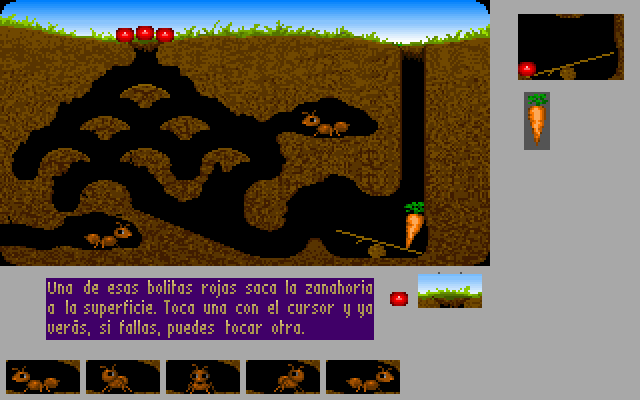 Una de esas bolitas rojas saca la zanahoria
a la superficie. Toca una con el cursor y ya
verás, si fallas, puedes tocar otra.